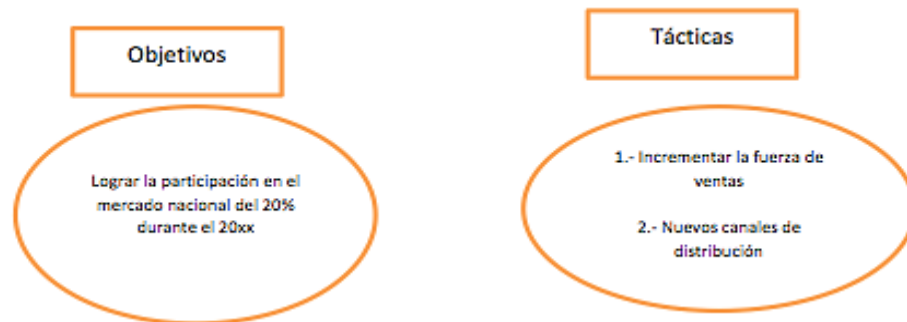 Objetivos
Lograr la participación en el
mercado nacional del 20%
durante el 20xx
Tácticas
1.- Incrementar la fuerza de
ventas
2.- Nuevos canales de
distribución